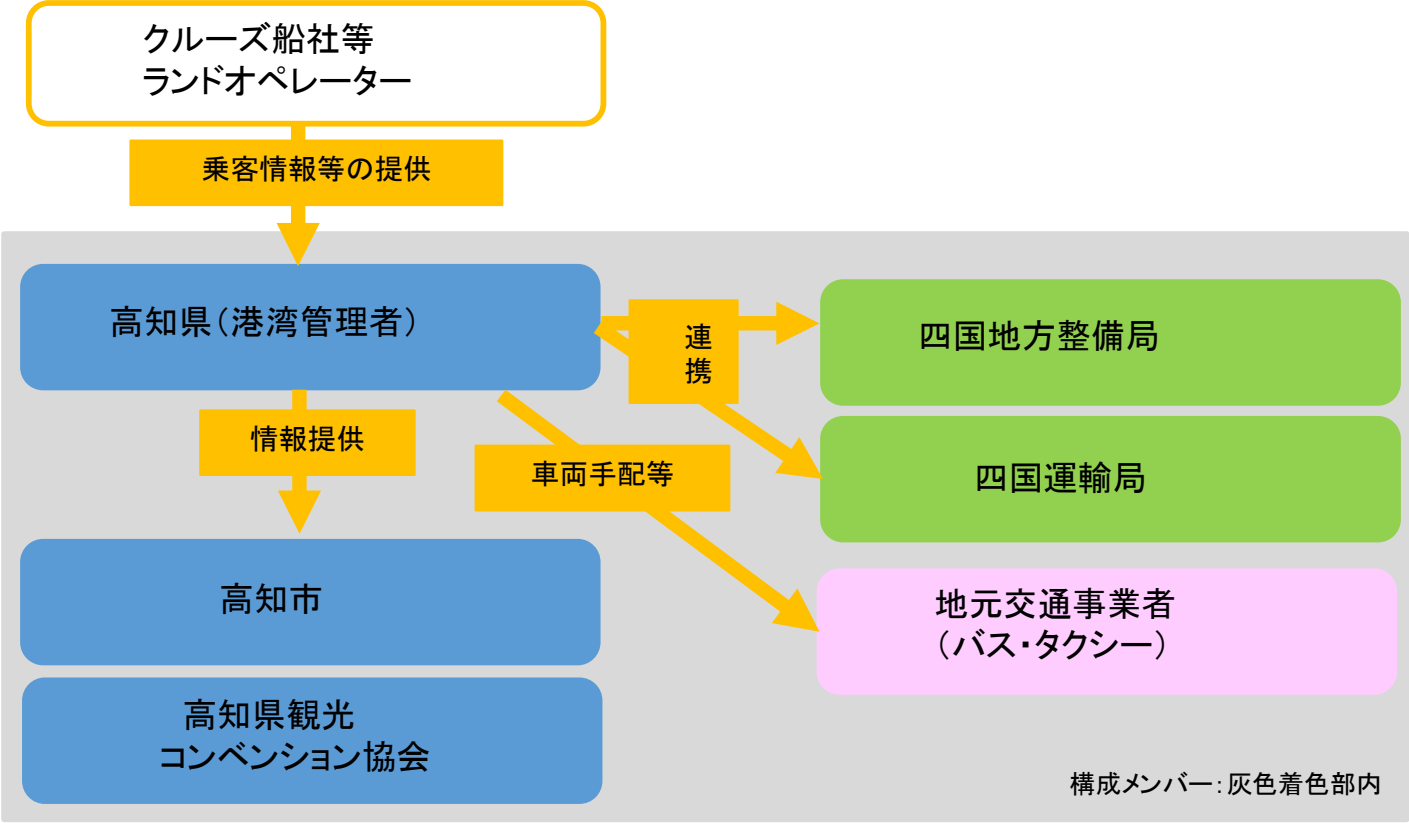 クルーズ船社等
ランドオペレーター
乗客情報等の提供
高知県（港湾管理者）
連
携
四国地方整備局
情報提供
車両手配等
四国運輸局
高知市
地元交通事業者
（バス・タクシー）
高知県観光
コンベンション協会
構成メンバー：灰色着色部内